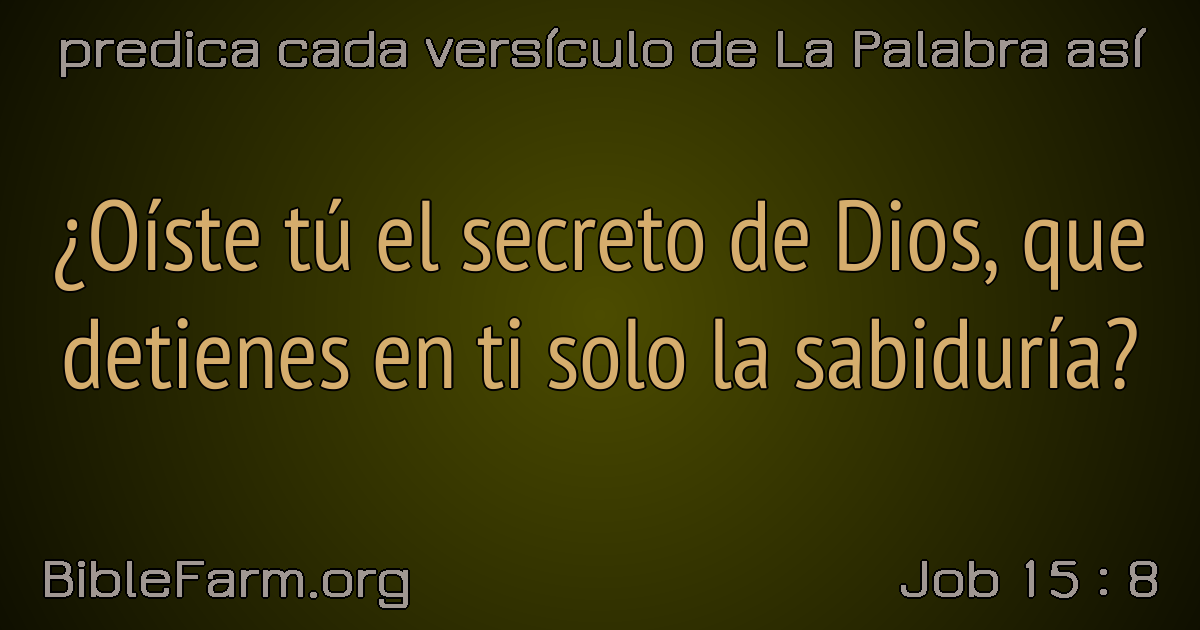 predica cada versículo de La Palabra así
¿Oíste tú el secreto de Dios, que
detienes en ti solo la sabiduría?
BibleFarm.org
Job 15 : 8